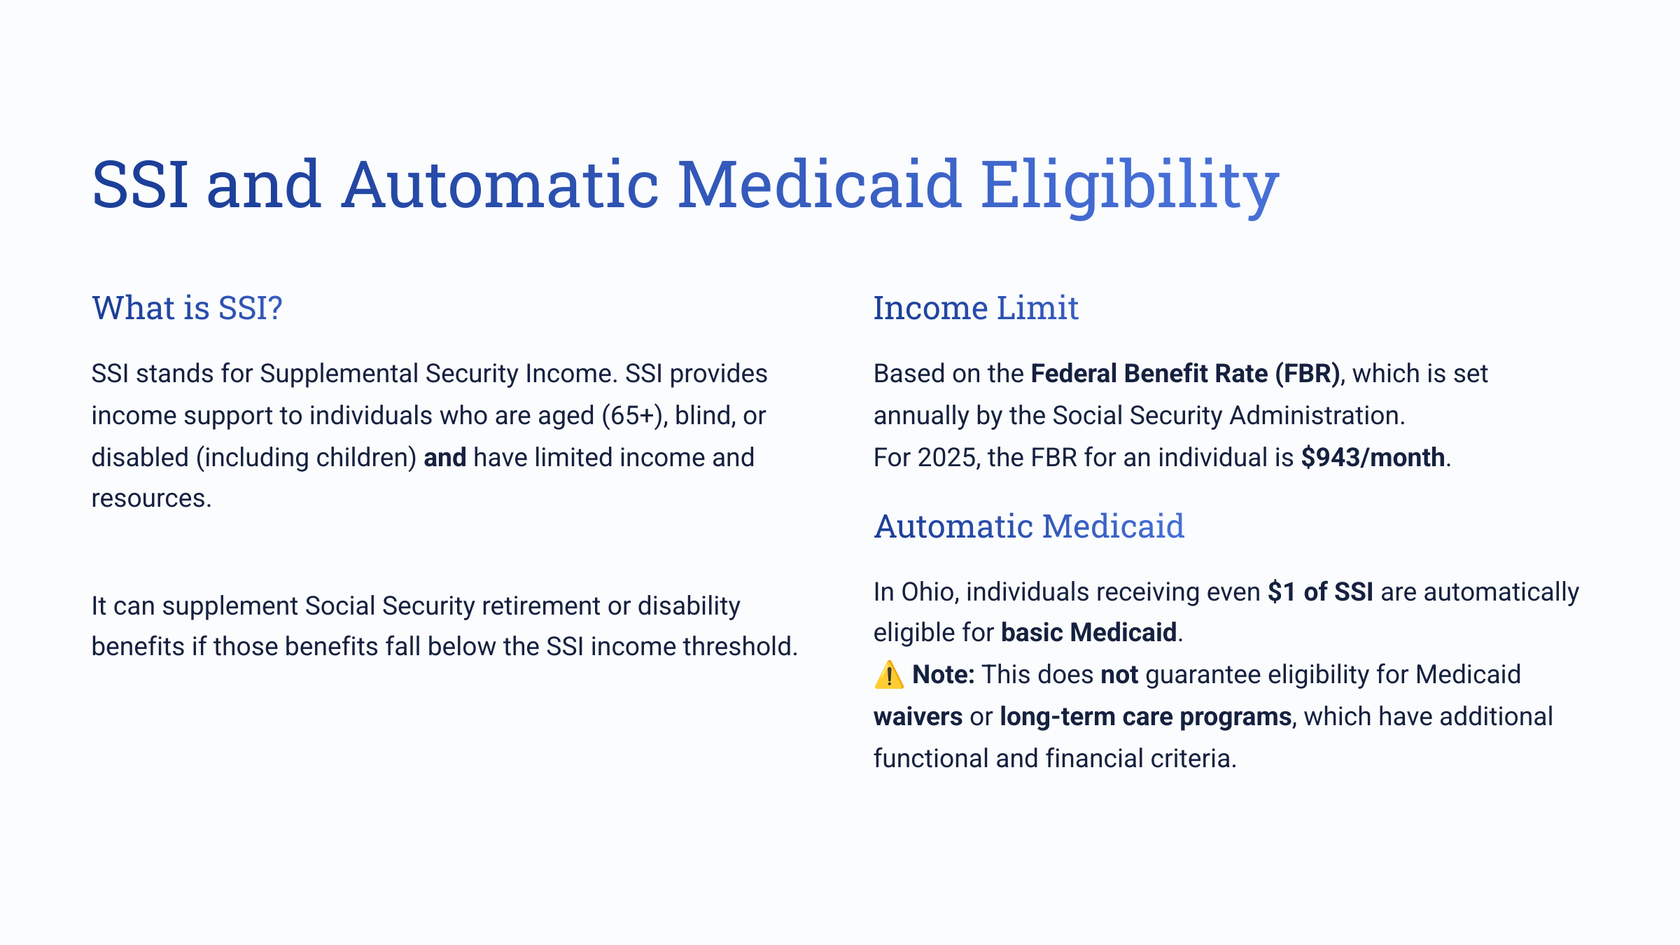 SSI and Automatic Medicaid Eligibility
What is SSI?
SSI stands for Supplemental Security Income. SSI provides
income support to individuals who are aged (65+), blind, or
disabled (including children) and have limited income and
resources.
It can supplement Social Security retirement or disability
benefits if those benefits fall below the SSI income threshold.
Income Limit
Based on the Federal Benefit Rate (FBR), which is set
annually by the Social Security Administration.
For 2025, the FBR for an individual is $943/month.
Automatic Medicaid
In Ohio, individuals receiving even $1 of SSI are automatically
eligible for basic Medicaid.
⚠️ Note: This does not guarantee eligibility for Medicaid
waivers or long-term care programs, which have additional
functional and financial criteria.